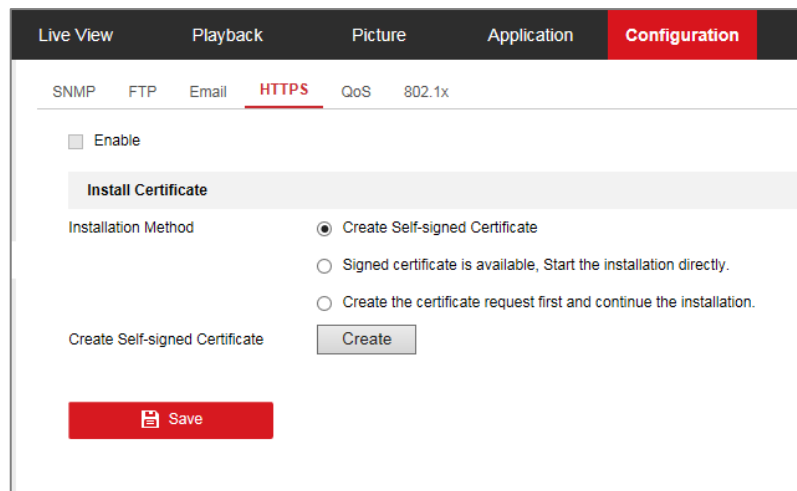 Live View Playback Picture Application Configuration
SNMP FTP Email HTTPS QoS 802.1x
Enable
Install Certificate
Installation Method Create Self-signed Certificate
Signed certificate is available, Start the installation directly.
Create the certificate request first and continue the installation.
Create Self-signed Certificate Create
Save